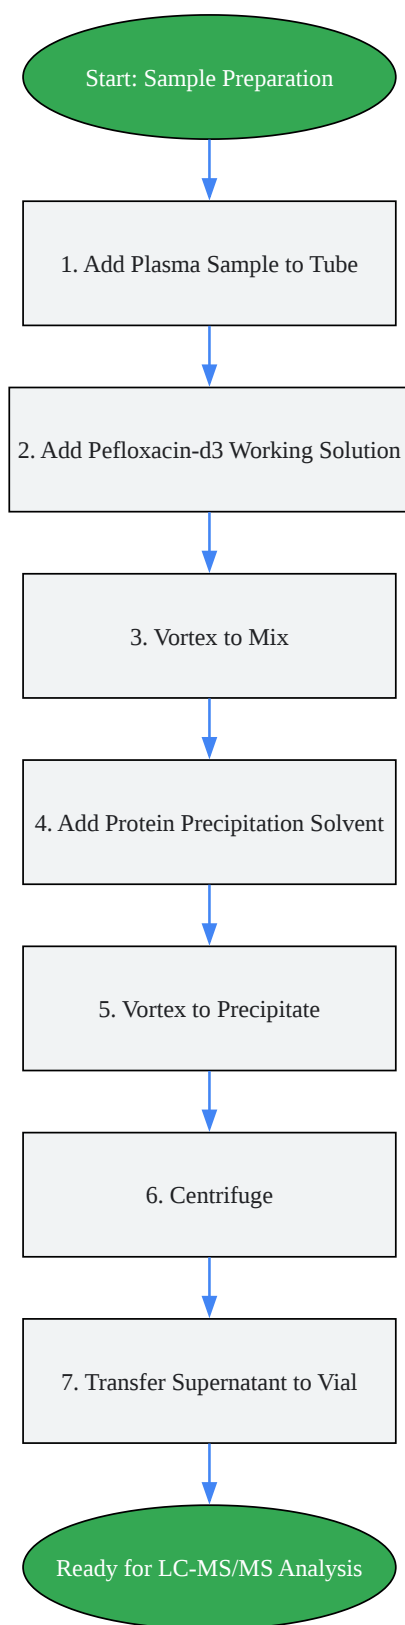 Start: Sample Preparation
1. Add Plasma Sample to Tube
2. Add Pefloxacin-d3 Working Solution
3. Vortex to Mix
4. Add Protein Precipitation Solvent
5. Vortex to Precipitate
6. Centrifuge
7. Transfer Supernatant to Vial
Ready for LC-MS/MS Analysis